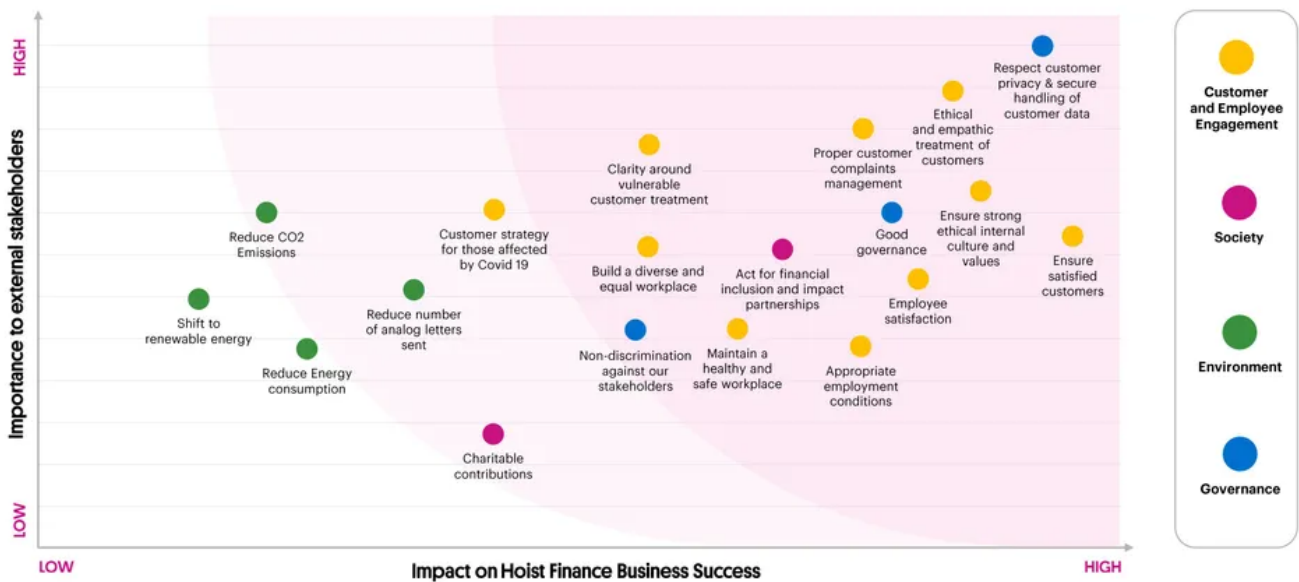 HIGH
Importance to external stakeholders
LOW
Respect customer
privacy & secure
handling of
customer data
Ethical
and empathic
treatment of
customers
Proper customer
complaints
management
Clarity around
vulnerable
customer treatment
Ensure strong
ethical internal
culture and
values
Good
governance
Reduce CO2
Emissions
Customer strategy
for those affected
by Covid 19
Ensure
satisfied
customers
Build a diverse and
equal workplace
Act for financial
inclusion and impact
partnerships
Employee
satisfaction
Reduce number
of analog letters
sent
Shift to
renewable energy
Non-discrimination
against our
stakeholders
Maintain a
healthy and
safe workplace
Appropriate
employment
conditions
Reduce Energy
consumption
Charitable
contributions
LOW
Impact on Hoist Finance Business Success
HIGH
Customer
and Employee
Engagement
Society
Environment
Governance